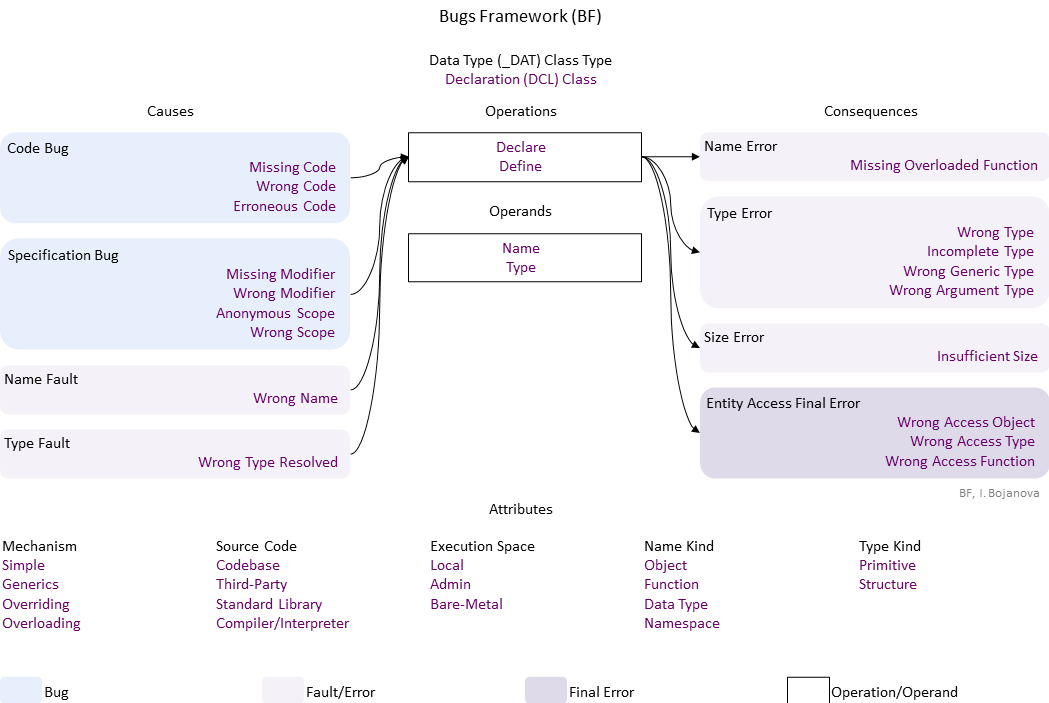 Bugs Framework (BF)
Data Type (_DAT) Class Type
Declaration (DCL) Class
Causes
Operations
Consequences
Code Bug
Missing Code
Wrong Code
Erroneous Code
Specification Bug
Missing Modifier
Wrong Modifier
Anonymous Scope
Wrong Scope
Name Fault
Wrong Name
Type Fault
Wrong Type Resolved
Declare
Define
Operands
Name
Type
Name Error
Missing Overloaded Function
Type Error
Wrong Type
Incomplete Type
Wrong Generic Type
Wrong Argument Type
Size Error
Insufficient Size
Entity Access Final Error
Wrong Access Object
Wrong Access Type
Wrong Access Function
BF, I. Bojanova
Attributes
Mechanism
Simple
Generics
Overriding
Overloading
Source Code
Codebase
Third-Party
Standard Library
Compiler/Interpreter
Execution Space
Local
Admin
Bare-Metal
Name Kind
Object
Function
Data Type
Namespace
Type Kind
Primitive
Structure
Bug
Fault/Error
Final Error
Operation/Operand